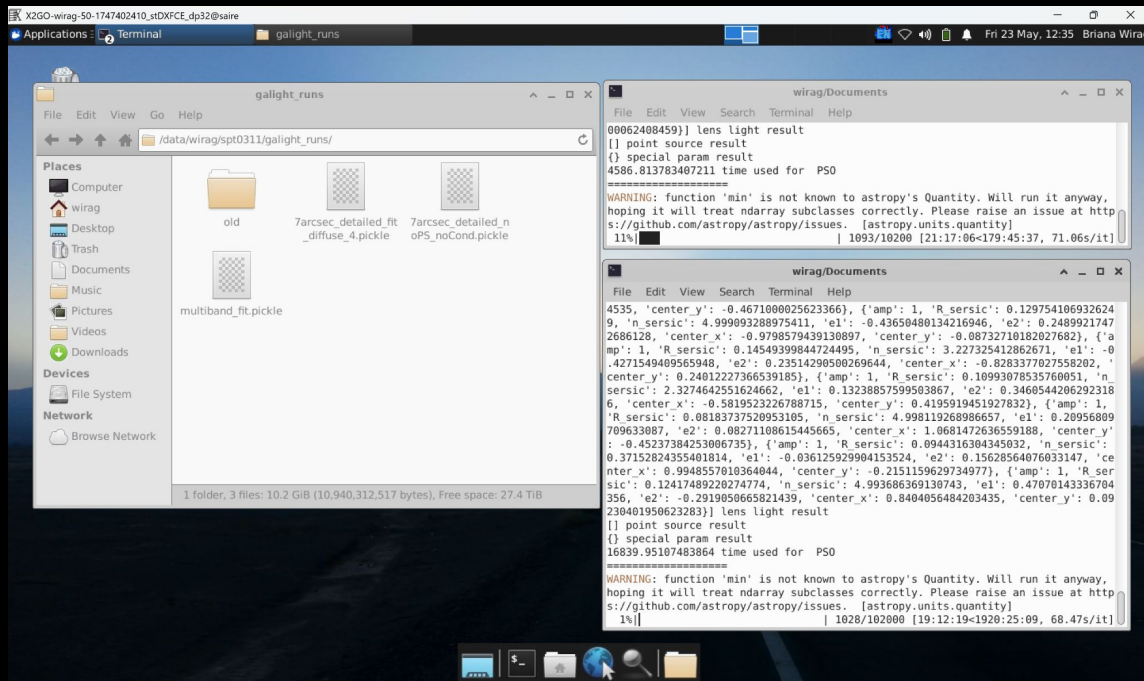 X2GO-wirag-50-1747402410_stDXFCE_dp32@saire
Applications
2 Terminal
galight_runs
EN
Fri 23 May, 12:35 Briana Wira
galight_runs
File Edit View Go Help
/data/wirag/spt0311/galight_runs/
Places
Computer
wirag
Desktop
Trash
Documents
Music
Pictures
Videos
Downloads
Devices
File System
Network
Browse Network
old
7arcsec_detailed_fit
_diffuse_4.pickle
7arcsec_detailed_n
oPS_noCond.pickle
multiband_fit.pickle
1 folder, 3 files: 10.2 GiB (10,940,312,517 bytes), Free space: 27.4 TiB
wirag/Documents
File Edit View Search Terminal Help
00062408459}] lens light result
[] point source result
{} special param result
4586.813783407211 time used for  PSO
===================
WARNING: function 'min' is not known to astropy's Quantity. Will run it anyway,
hoping it will treat ndarray subclasses correctly. Please raise an issue at http
s://github.com/astropy/astropy/issues.  [astropy.units.quantity]
11%| | 1093/10200 [21:17:06<179:45:37, 71.06s/it]
wirag/Documents
File Edit View Search Terminal Help
4535, 'center_y': -0.4671000025623366}, {'amp': 1, 'R_sersic': 0.129754106932624
9, 'n_sersic': 4.999093288975411, 'e1': -0.43650480134216946, 'e2': 0.2489921747
2686128, 'center_x': -0.9798579439130897, 'center_y': -0.08732710182027682}, {'a
mp': 1, 'R_sersic': 0.14549399844724495, 'n_sersic': 3.227325412862671, 'e1': -0
.4271549409565948, 'e2': 0.23514290500269644, 'center_x': -0.8283377027558202, '
center_y': 0.24012227366539185}, {'amp': 1, 'R_sersic': 0.10993078535760051, 'n_
sersic': 2.3274642551624662, 'e1': 0.13238857599503867, 'e2': 0.3460544206292318
6, 'center_x': -0.5819523226788715, 'center_y': 0.4195919451927832}, {'amp': 1,
'R_sersic': 0.08183737520953105, 'n_sersic': 4.998119268986657, 'e1': 0.20956809
709633087, 'e2': 0.08271108615445665, 'center_x': 1.0681472636559188, 'center_y'
: -0.45237384253006735}, {'amp': 1, 'R_sersic': 0.0944316304345032, 'n_sersic':
0.37152824355401814, 'e1': -0.036125929904153524, 'e2': 0.15628564076033147, 'ce
nter_x': 0.9948557010364044, 'center_y': -0.2151159629734977}, {'amp': 1, 'R_ser
sic': 0.12417489220274774, 'n_sersic': 4.993686369130743, 'e1': 0.47070143336704
356, 'e2': -0.2919050665821439, 'center_x': 0.8404056484203435, 'center_y': 0.09
230401950623283}] lens light result
[] point source result
{} special param result
16839.95107483864 time used for  PSO
===================
WARNING: function 'min' is not known to astropy's Quantity. Will run it anyway,
hoping it will treat ndarray subclasses correctly. Please raise an issue at http
s://github.com/astropy/astropy/issues.  [astropy.units.quantity]
1%| | 1028/102000 [19:12:19<1920:25:09, 68.47s/it]